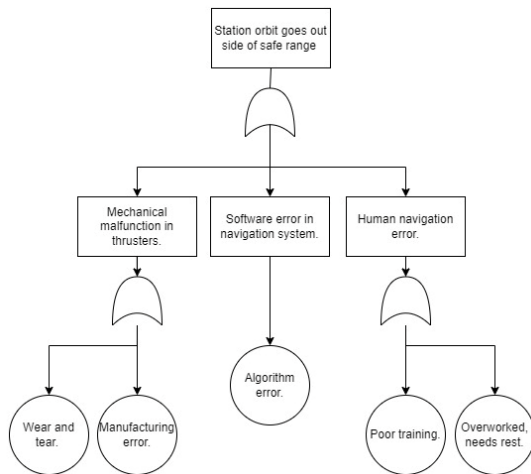 Station orbit goes out
side of safe range
Mechanical
malfunction in
thrusters.
Software error in
navigation system.
Human navigation
error.
Wear and
tear.
Manufacturing
error.
Algorithm
error.
Poor training.
Overworked,
needs rest.